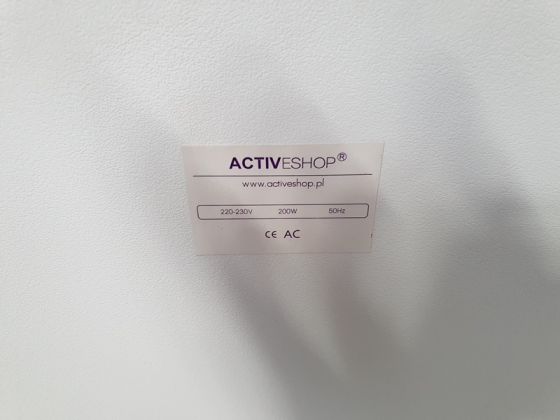 ACTIVESHOP®
www.activeshop.pl
220-230V 200W 50Hz
CE AC